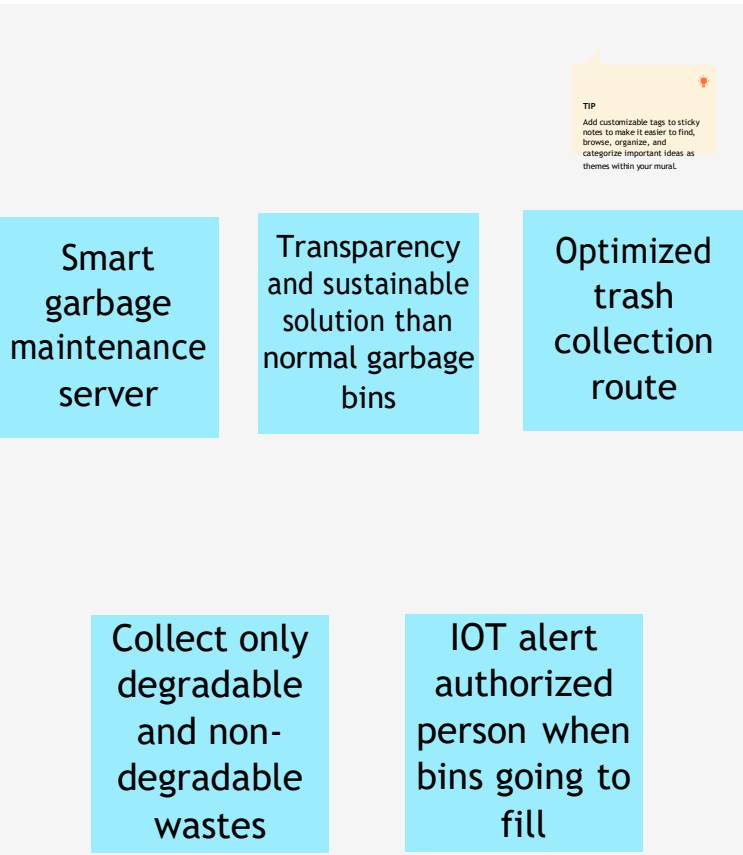 TIP
Add customizable tags to sticky
notes to make it easier to find,
browse, organize, and
categorize important ideas as
themes within your mural.
Smart
garbage
maintenance
server
Transparency
and sustainable
solution than
normal garbage
bins
Optimized
trash
collection
route
Collect only
degradable
and non-
degradable
wastes
IOT alert
authorized
person when
bins going to
fill